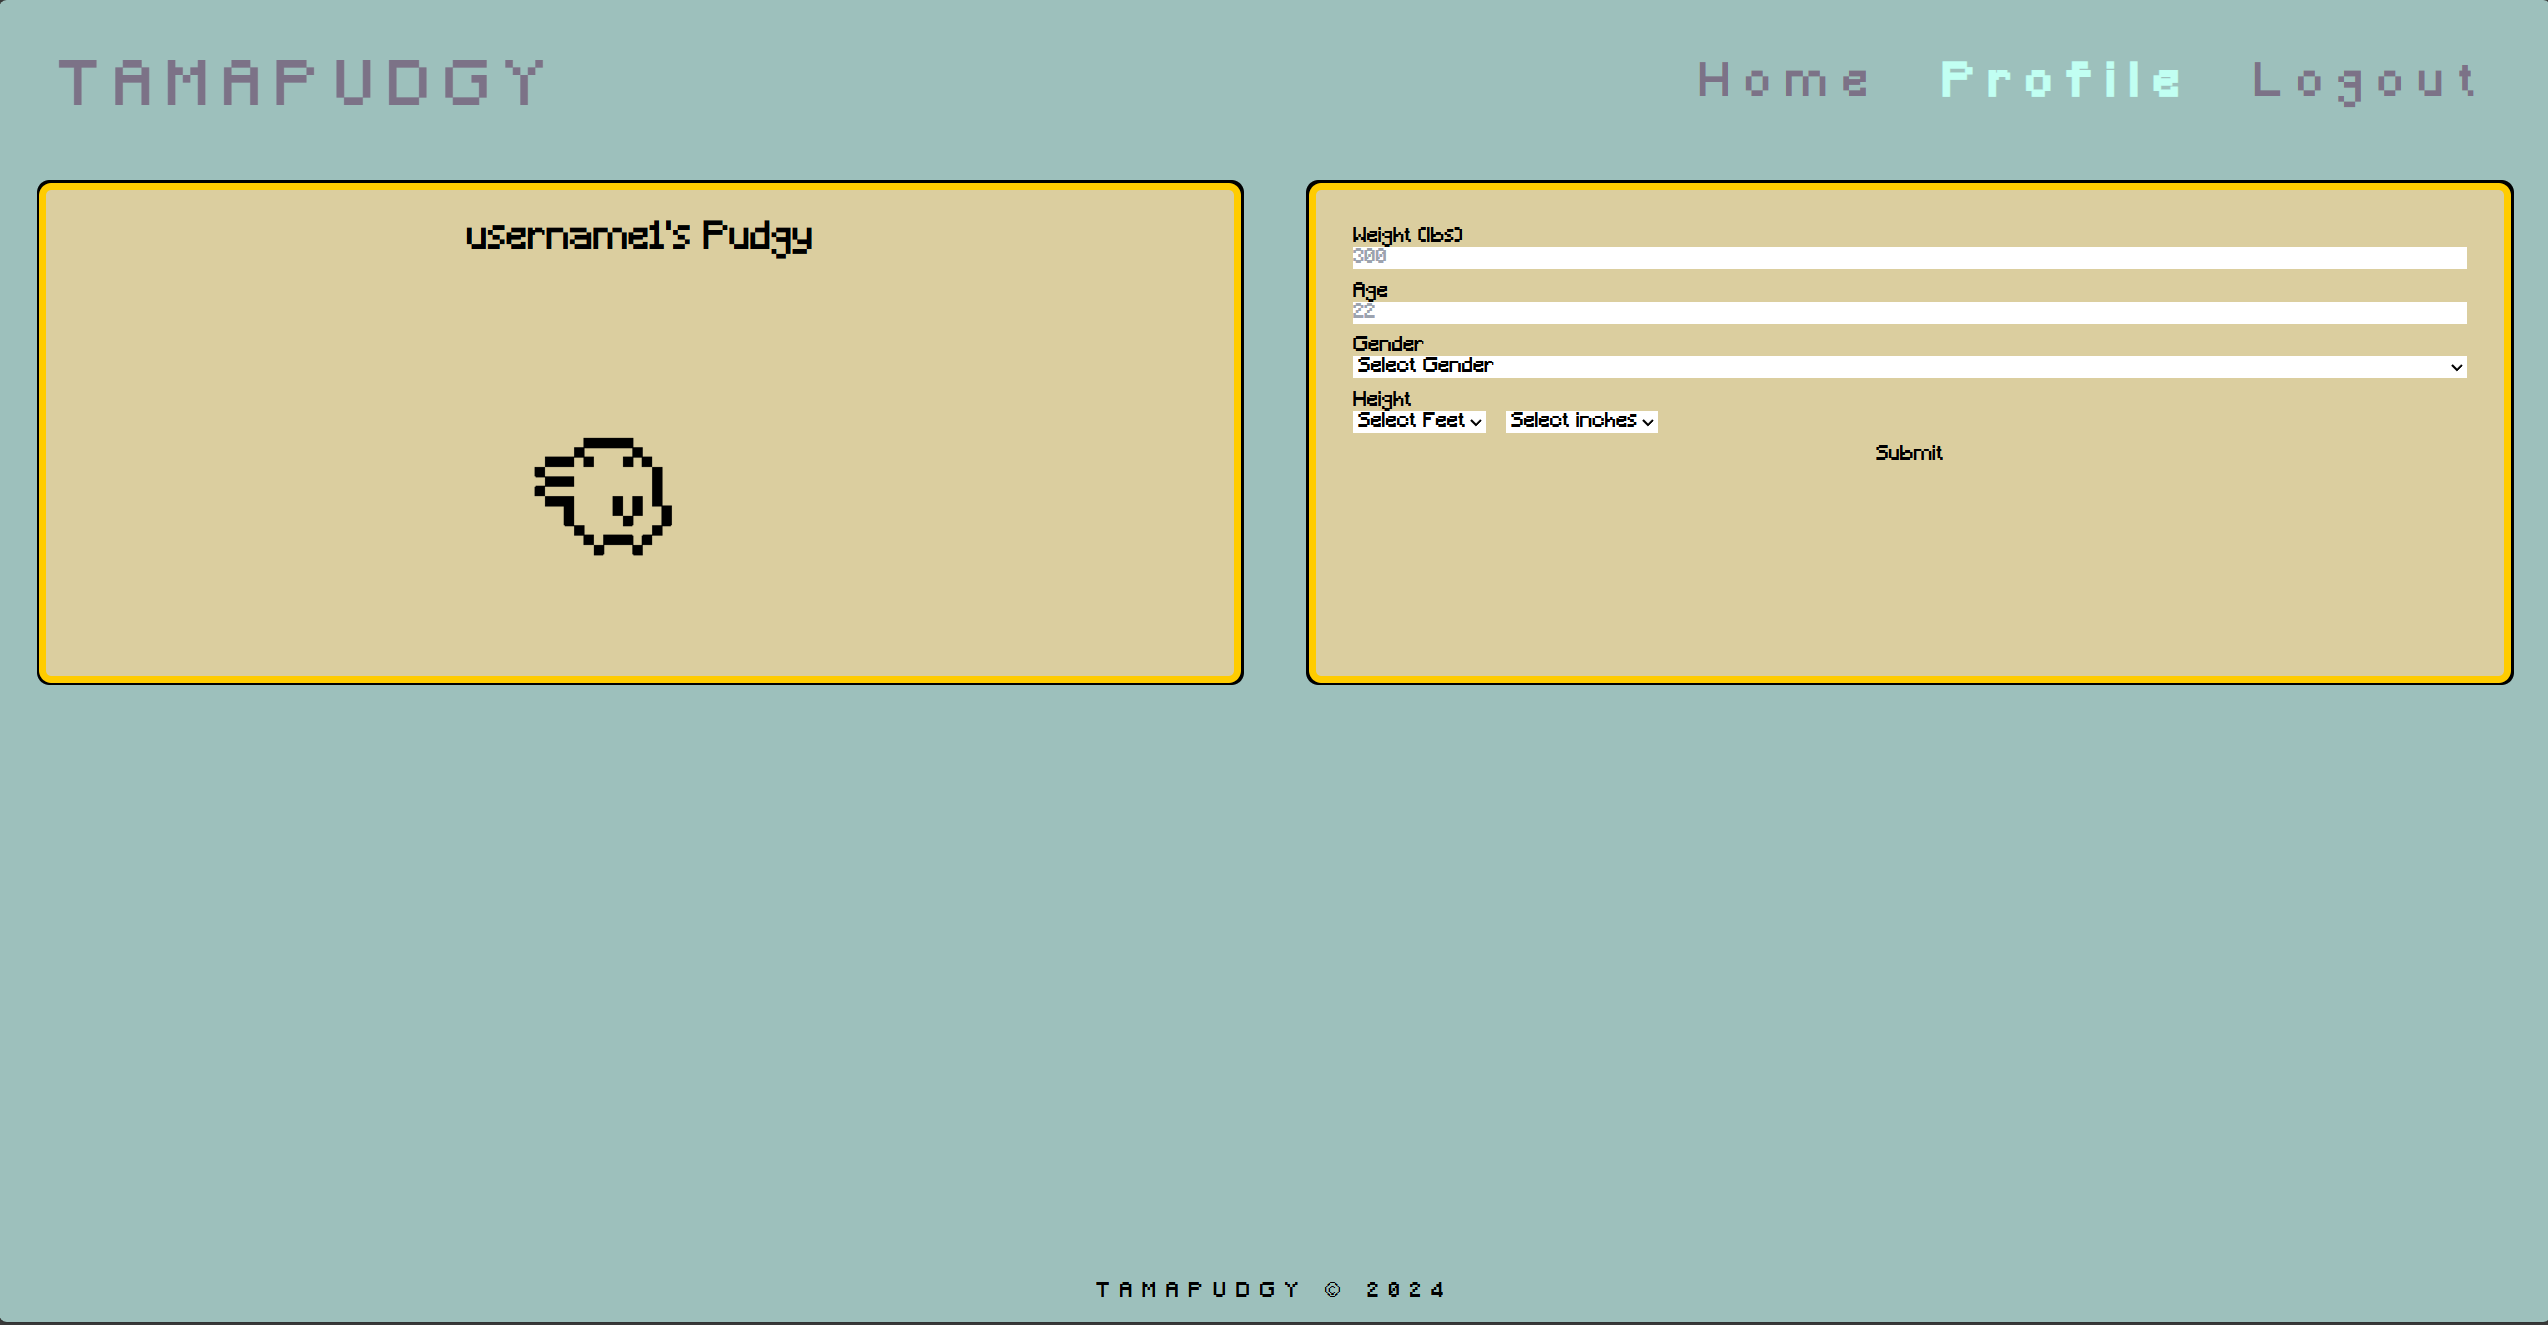 TAMAPUDGY
Home Profile Logout
username1's Pudgy
Weight (lbs)
300
Age
22
Gender
Select Gender
Height
Select Feet Select inches
Submit
TAMAPUDGY © 2024